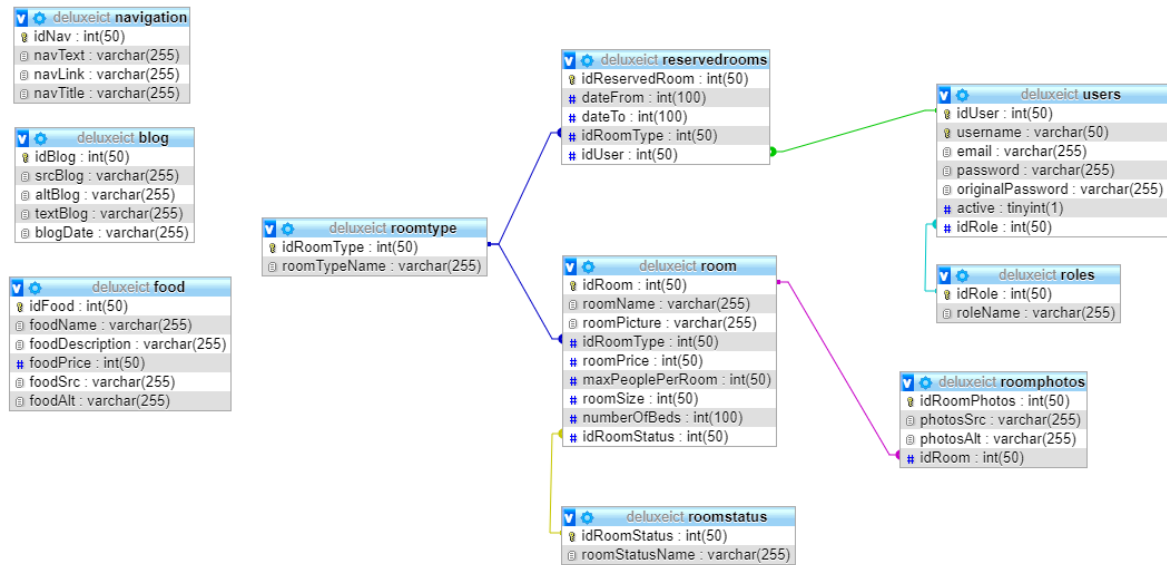 deluxeict navigation
idNav : int(50)
navText : varchar(255)
navLink : varchar(255)
navTitle : varchar(255)
deluxeict blog
idBlog : int(50)
srcBlog : varchar(255)
altBlog : varchar(255)
textBlog : varchar(255)
blogDate : varchar(255)
deluxeict food
idFood : int(50)
foodName : varchar(255)
foodDescription : varchar(255)
foodPrice : int(50)
foodSrc : varchar(255)
foodAlt : varchar(255)
deluxeict roomtype
idRoomType : int(50)
roomTypeName : varchar(255)
deluxeict reservedrooms
idReservedRoom : int(50)
dateFrom : int(100)
dateTo : int(100)
idRoomType : int(50)
idUser : int(50)
deluxeict room
idRoom : int(50)
roomName : varchar(255)
roomPicture : varchar(255)
idRoomType : int(50)
roomPrice : int(50)
maxPeoplePerRoom : int(50)
roomSize : int(50)
numberOfBeds : int(100)
idRoomStatus : int(50)
deluxeict roomstatus
idRoomStatus : int(50)
roomStatusName : varchar(255)
deluxeict users
idUser : int(50)
username : varchar(50)
email : varchar(255)
password : varchar(255)
originalPassword : varchar(255)
active : tinyint(1)
idRole : int(50)
deluxeict roles
idRole : int(50)
roleName : varchar(255)
deluxeict roomphotos
idRoomPhotos : int(50)
photosSrc : varchar(255)
photosAlt : varchar(255)
idRoom : int(50)